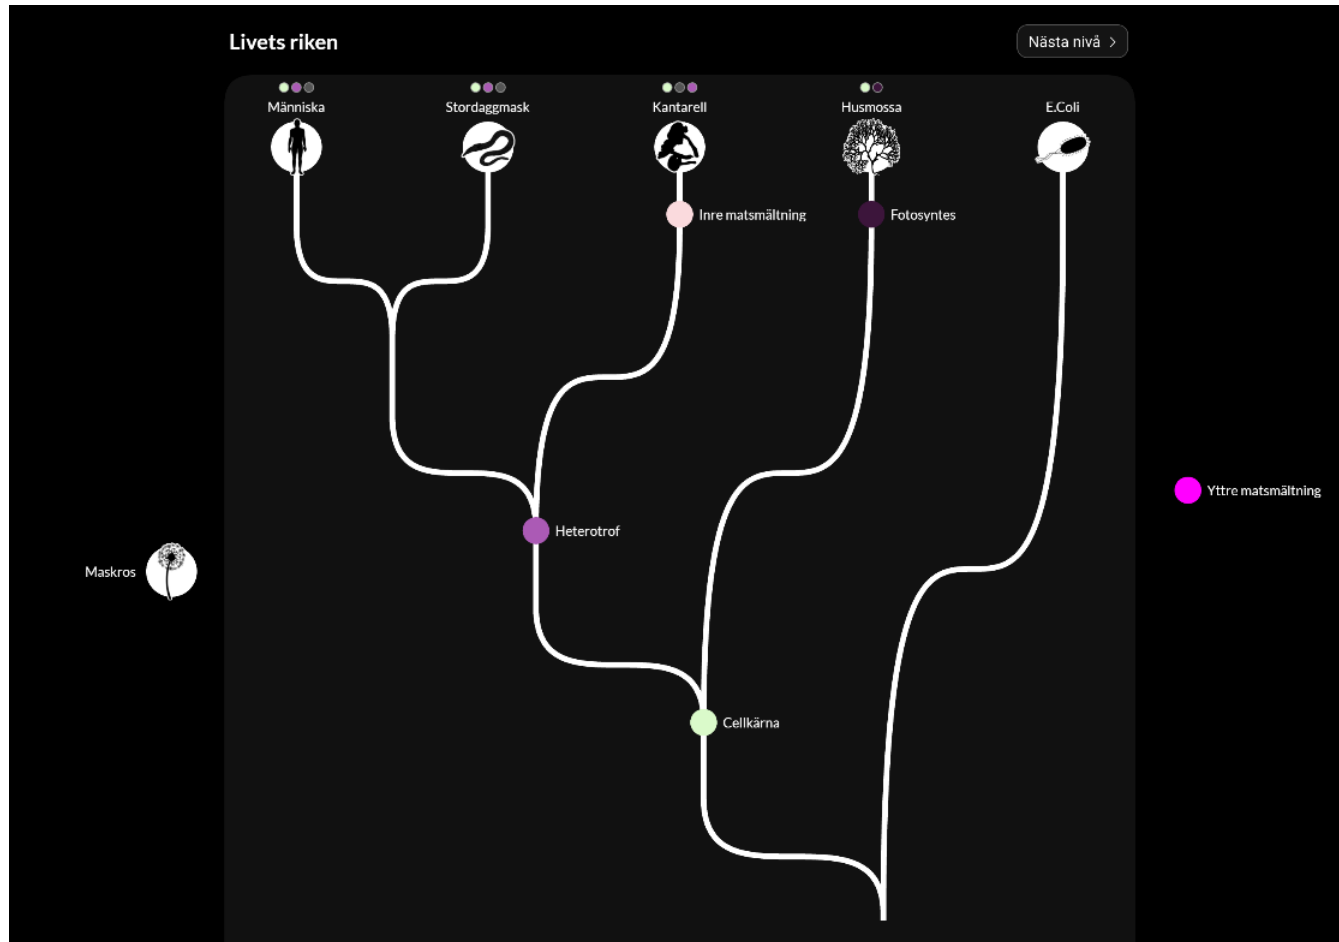 Livets riken
Nästa nivå
Människa
Stordaggmask
Kantarell
Husmossa
E.Coli
Inre matsmältning
Fotosyntes
Yttre matsmältning
Heterotrof
Maskros
Cellkärna